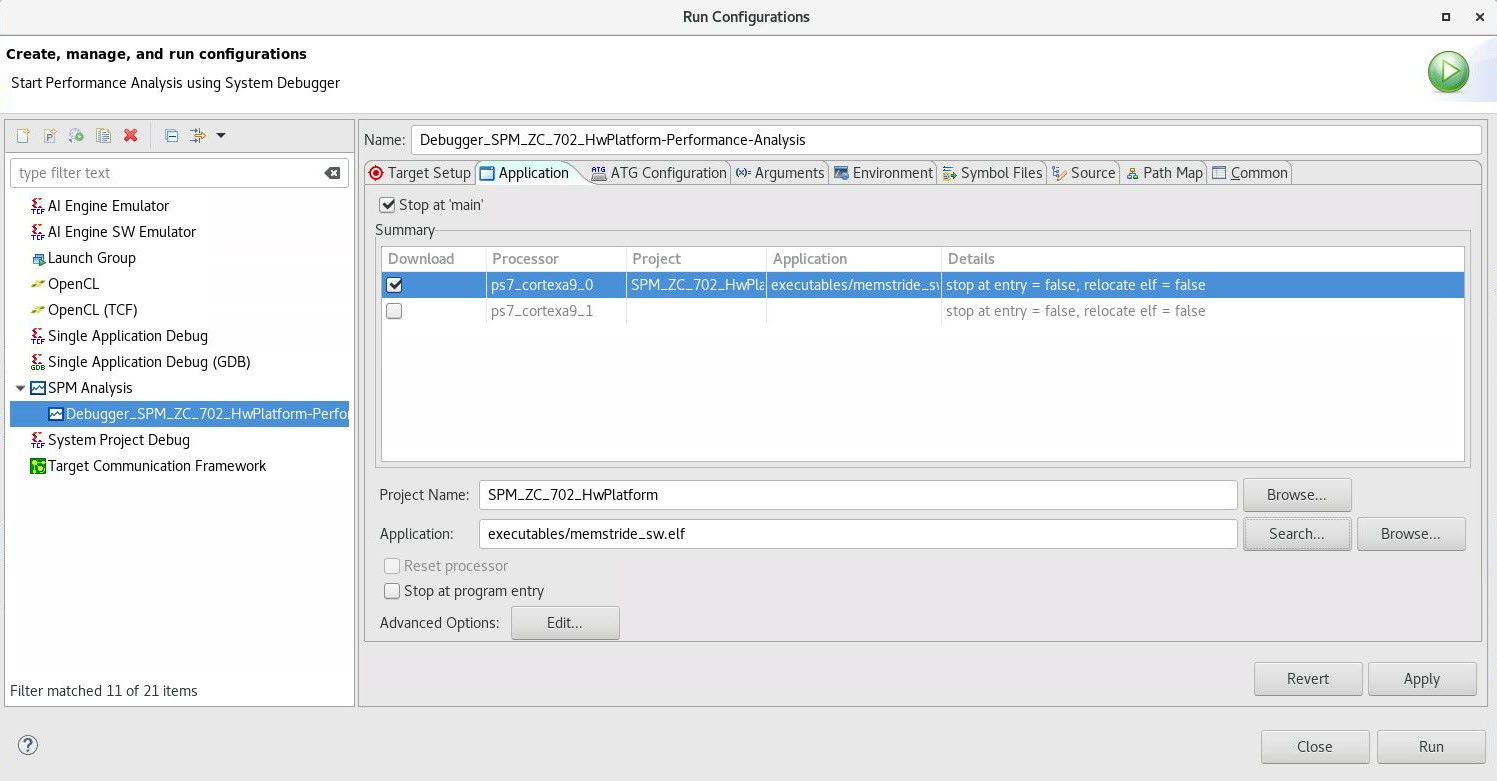 Run Configurations
Create, manage, and run configurations
Start Performance Analysis using System Debugger
type filter text
AI Engine Emulator
AI Engine SW Emulator
Launch Group
OpenCL
OpenCL (TCF)
Single Application Debug
Single Application Debug (GDB)
SPM Analysis
Debugger_SPM_ZC_702_HwPlatform-Perfo
System Project Debug
Target Communication Framework
Filter matched 11 of 21 items
Name: Debugger_SPM_ZC_702_HwPlatform-Performance-Analysis
Target Setup Application ATG Configuration Arguments Environment Symbol Files Source Path Map Common
Stop at 'main'
Summary
Download Processor Project Application Details
ps7_cortexa9_0 SPM_ZC_702_HwPla executables/memstride_sw stop at entry = false, relocate elf = false
ps7_cortexa9_1 stop at entry = false, relocate elf = false
Project Name: SPM_ZC_702_HwPlatform Browse...
Application: executables/memstride_sw.elf Search... Browse...
Reset processor
Stop at program entry
Advanced Options: Edit...
Revert Apply
Close Run